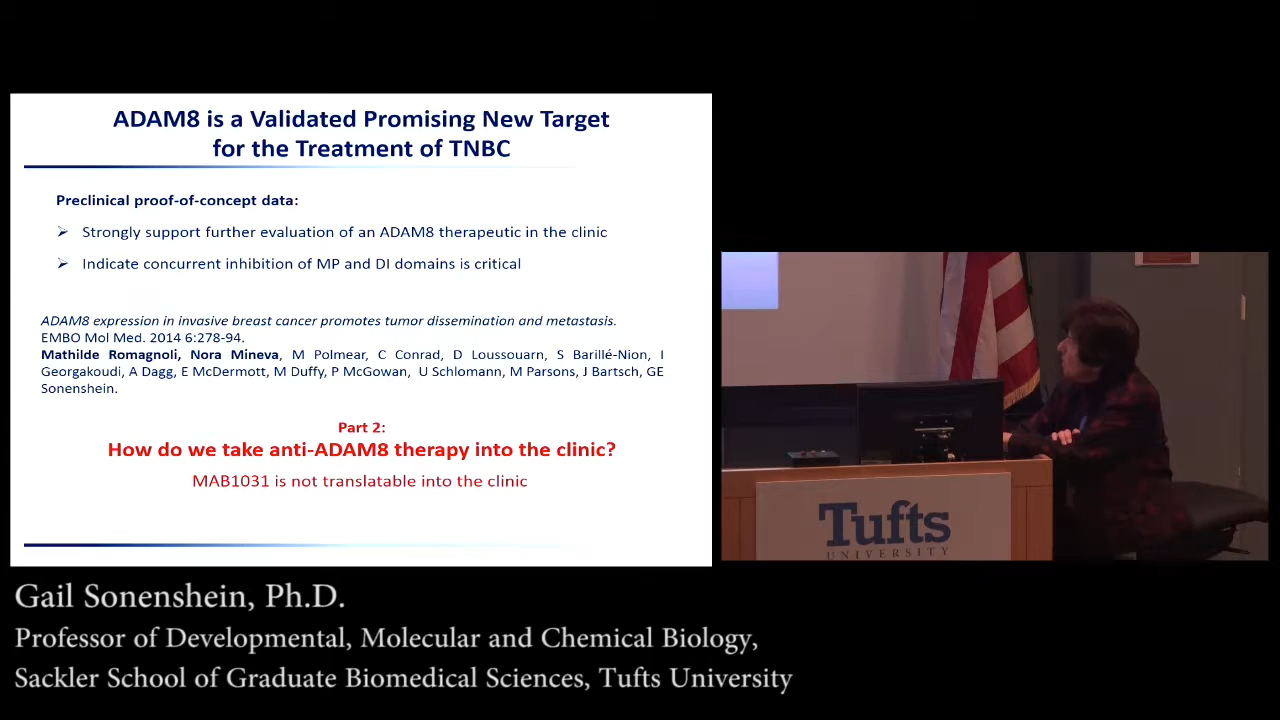 ADAM8 is a Validated Promising New Target
for the Treatment of TNBC
Preclinical proof-of-concept data:
Strongly support further evaluation of an ADAM8 therapeutic in the clinic
Indicate concurrent inhibition of MP and DI domains is critical
ADAM8 expression in invasive breast cancer promotes tumor dissemination and metastasis.
EMBO Mol Med. 2014 6:278-94.
Mathilde Romagnoli, Nora Mineva, M Polmear, C Conrad, D Loussouarn, S Barillé-Nion, I
Georgakoudi, A Dagg, E McDermott, M Duffy, P McGowan, U Schlomann, M Parsons, J Bartsch, GE
Sonenshein.
Part 2:
How do we take anti-ADAM8 therapy into the clinic?
MAB1031 is not translatable into the clinic
Tufts
UNIVERSITY
Gail Sonenshein, Ph.D.
Professor of Developmental, Molecular and Chemical Biology,
Sackler School of Graduate Biomedical Sciences, Tufts University